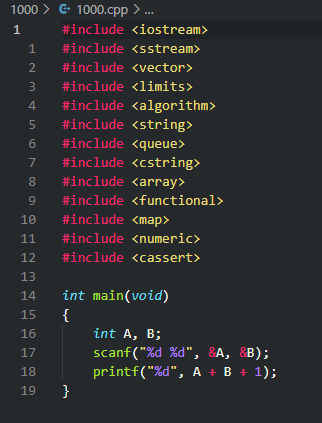 1000 > 1000.cpp > ...
1 #include <iostream>
1 #include <sstream>
2 #include <vector>
3 #include <limits>
4 #include <algorithm>
5 #include <string>
6 #include <queue>
7 #include <cstring>
8 #include <array>
9 #include <functional>
10 #include <map>
11 #include <numeric>
12 #include <cassert>
13
14 int main(void)
15 {
16 int A, B;
17 scanf("%d %d", &A, &B);
18 printf("%d", A + B + 1);
19 }